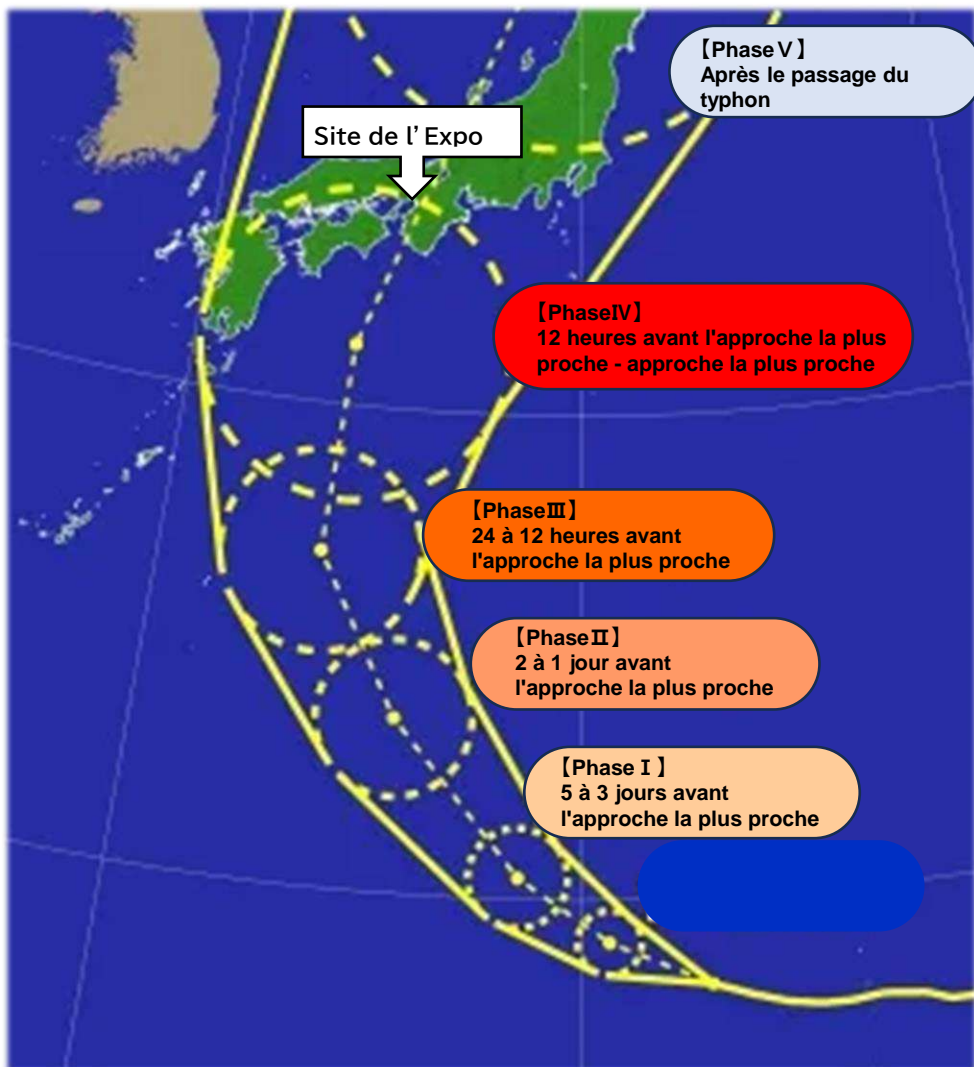 【Phase Ⅴ】
Après le passage du
typhon
Site de l’Expo
【PhaseⅣ】
12 heures avant l'approche la plus
proche - approche la plus proche
【PhaseⅢ】
24 à 12 heures avant
l'approche la plus proche
【PhaseⅡ】
2 à 1 jour avant
l'approche la plus proche
【Phase Ⅰ】
5 à 3 jours avant
l'approche la plus proche